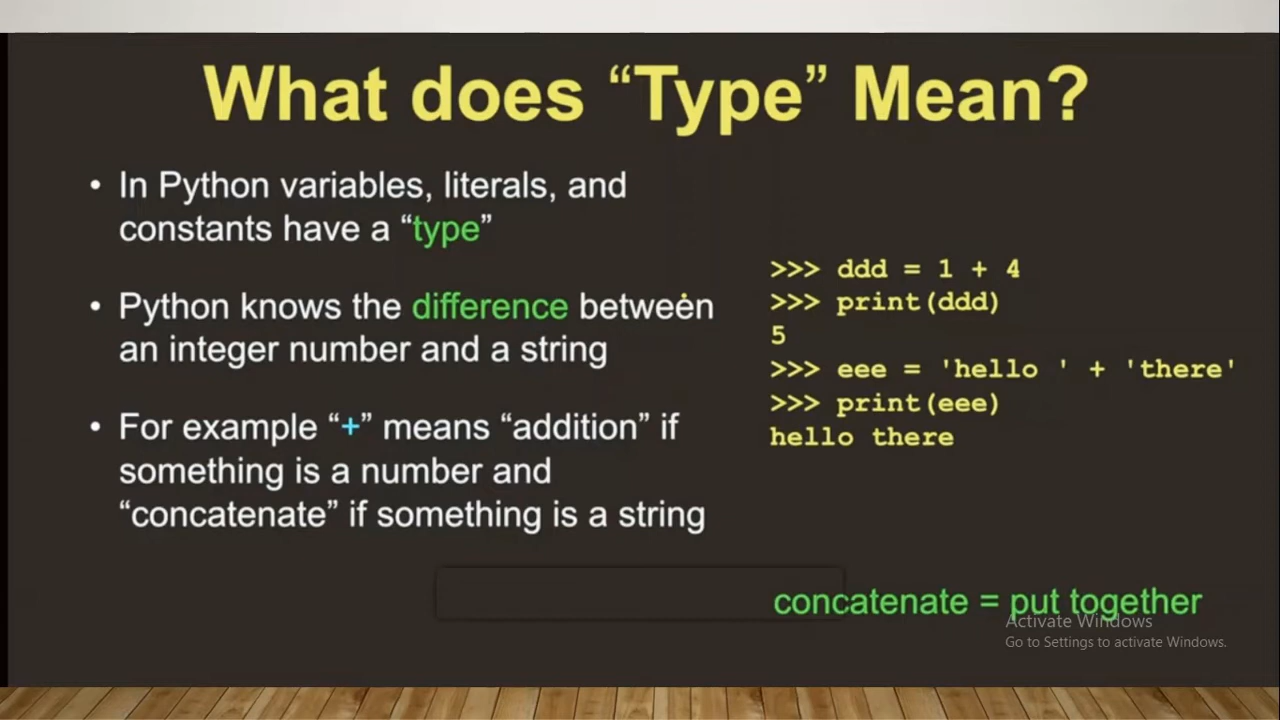 What does “Type” Mean?
• In Python variables, literals, and
constants have a “type”
• Python knows the difference between
an integer number and a string
• For example “+” means “addition” if
something is a number and
“concatenate” if something is a string
>>> ddd = 1 + 4
>>> print(ddd)
5
>>> eee = 'hello ' + 'there'
>>> print(eee)
hello there
concatenate = put together
Activate Windows
Go to Settings to activate Windows.